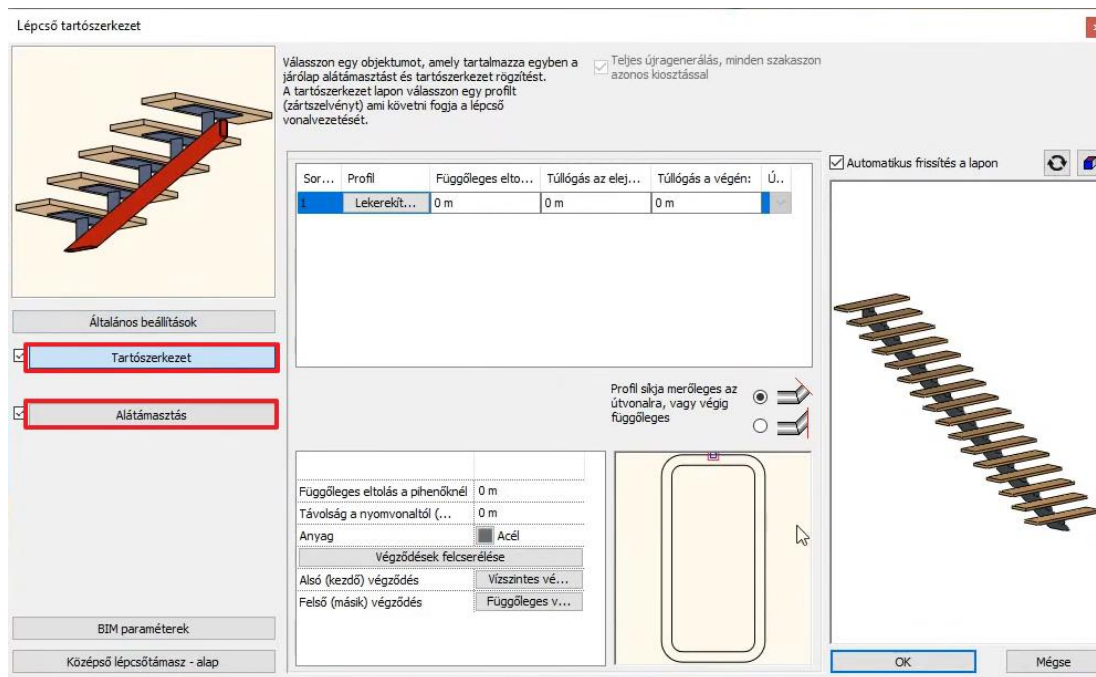 Lépcső tartószerkezet
Válasszon egy objektumot, amely tartalmazza egyben a
járólap alátámasztást és tartószerkezet rögzítést.
A tartószerkezet lapon válasszon egy profilt
(zártszelvényt) ami követni fogja a lépcső
vonalvezetését.
Teljes újragenerálás, minden szakaszon
azonos kiosztással
Automatikus frissítés a lapon
Sor... Profil Függőleges elto... Túllógás az elej... Túllógás a végén: Ú..
1 Lekerekít... 0 m 0 m 0 m
Általános beállítások
Tartószerkezet
Alátámasztás
Profil síkja merőleges az
útvonalra, vagy végig
függőleges
Függőleges eltolás a pihenőknél 0 m
Távolság a nyomvonaltól (... 0 m
Anyag Acél
Végződések felcserélése
Alsó (kezdő) végződés Vízszintes vé...
Felső (másik) végződés Függőleges v...
BIM paraméterek
Középső lépcsőtámasz - alap
OK Mégse